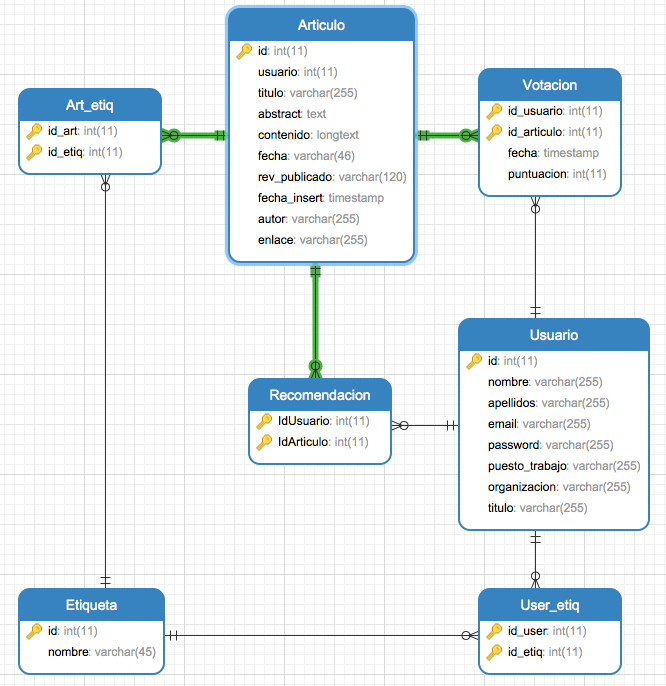 Articulo
id: int(11)
usuario: int(11)
titulo: varchar(255)
abstract: text
contenido: longtext
fecha: varchar(46)
rev_publicado: varchar(120)
fecha_insert: timestamp
autor: varchar(255)
enlace: varchar(255)
Art_etiq
id_art: int(11)
id_etiq: int(11)
Votacion
id_usuario: int(11)
id_articulo: int(11)
fecha: timestamp
puntuacion: int(11)
Usuario
id: int(11)
nombre: varchar(255)
apellidos: varchar(255)
email: varchar(255)
password: varchar(255)
puesto_trabajo: varchar(255)
organizacion: varchar(255)
titulo: varchar(255)
Recomendacion
IdUsuario: int(11)
IdArticulo: int(11)
Etiqueta
id: int(11)
nombre: varchar(45)
User_etiq
id_user: int(11)
id_etiq: int(11)